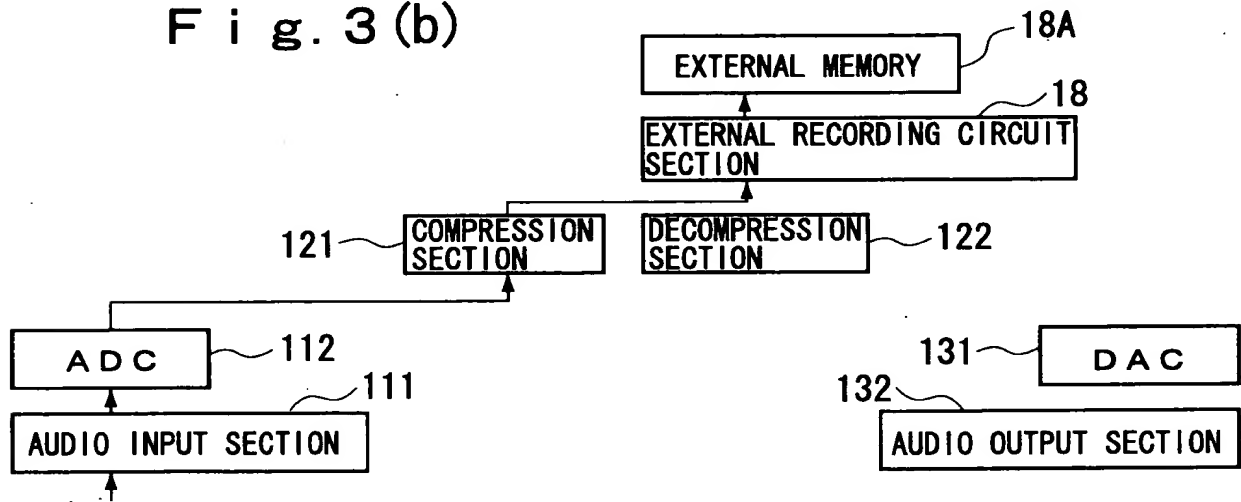 Fig. 3(b)
18A
EXTERNAL MEMORY
18
EXTERNAL RECORDING CIRCUIT
SECTION
121
COMPRESSION
SECTION
DECOMPRESSION
SECTION
122
ADC
112
131
DAC
111
132
AUDIO INPUT SECTION
AUDIO OUTPUT SECTION